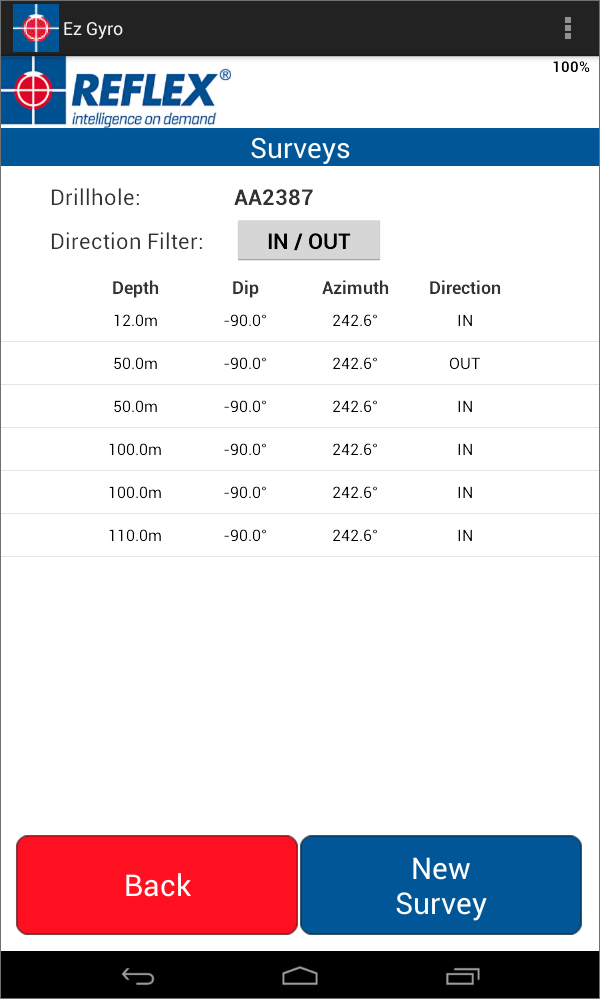 Ez Gyro
100%
REFLEX®
intelligence on demand
Surveys
Drillhole: AA2387
Direction Filter: IN / OUT
Depth Dip Azimuth Direction
12.0m -90.0° 242.6° IN
50.0m -90.0° 242.6° OUT
50.0m -90.0° 242.6° IN
100.0m -90.0° 242.6° IN
100.0m -90.0° 242.6° IN
110.0m -90.0° 242.6° IN
Back
New
Survey